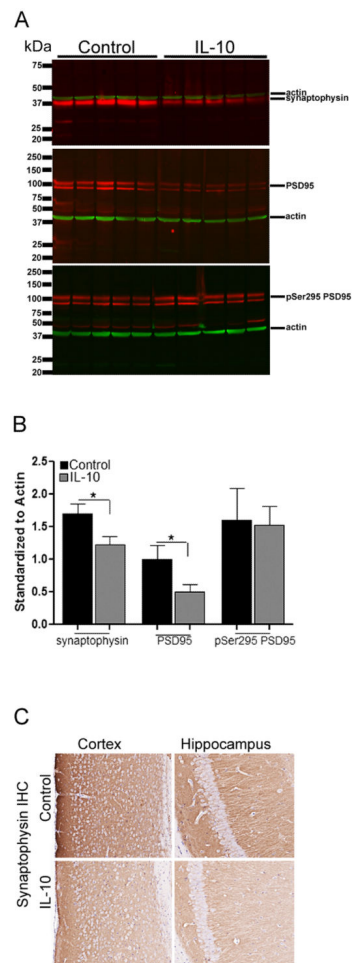 A
kDa Control IL-10
75
50
37
25
20
actin
synaptophysin
250
150
100
75
50
37
25
20
PSD95
actin
250
150
100
75
50
37
25
20
pSer295 PSD95
actin
B
Standardized to Actin
2.5
2.0
1.5
1.0
0.5
0.0
Control
IL-10
*
*
synaptophysin PSD95 pSer295 PSD95
C
Cortex Hippocampus
Synaptophysin IHC
Control
IL-10